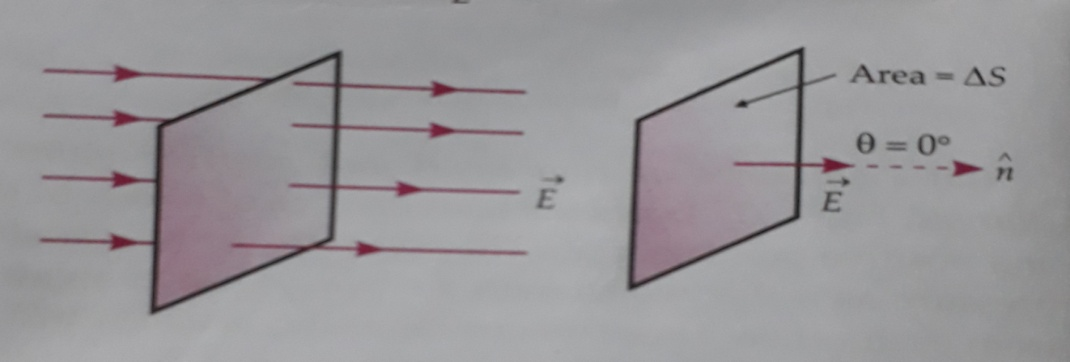 Area = ΔS
θ = 0°
n̂
E⃗
E⃗